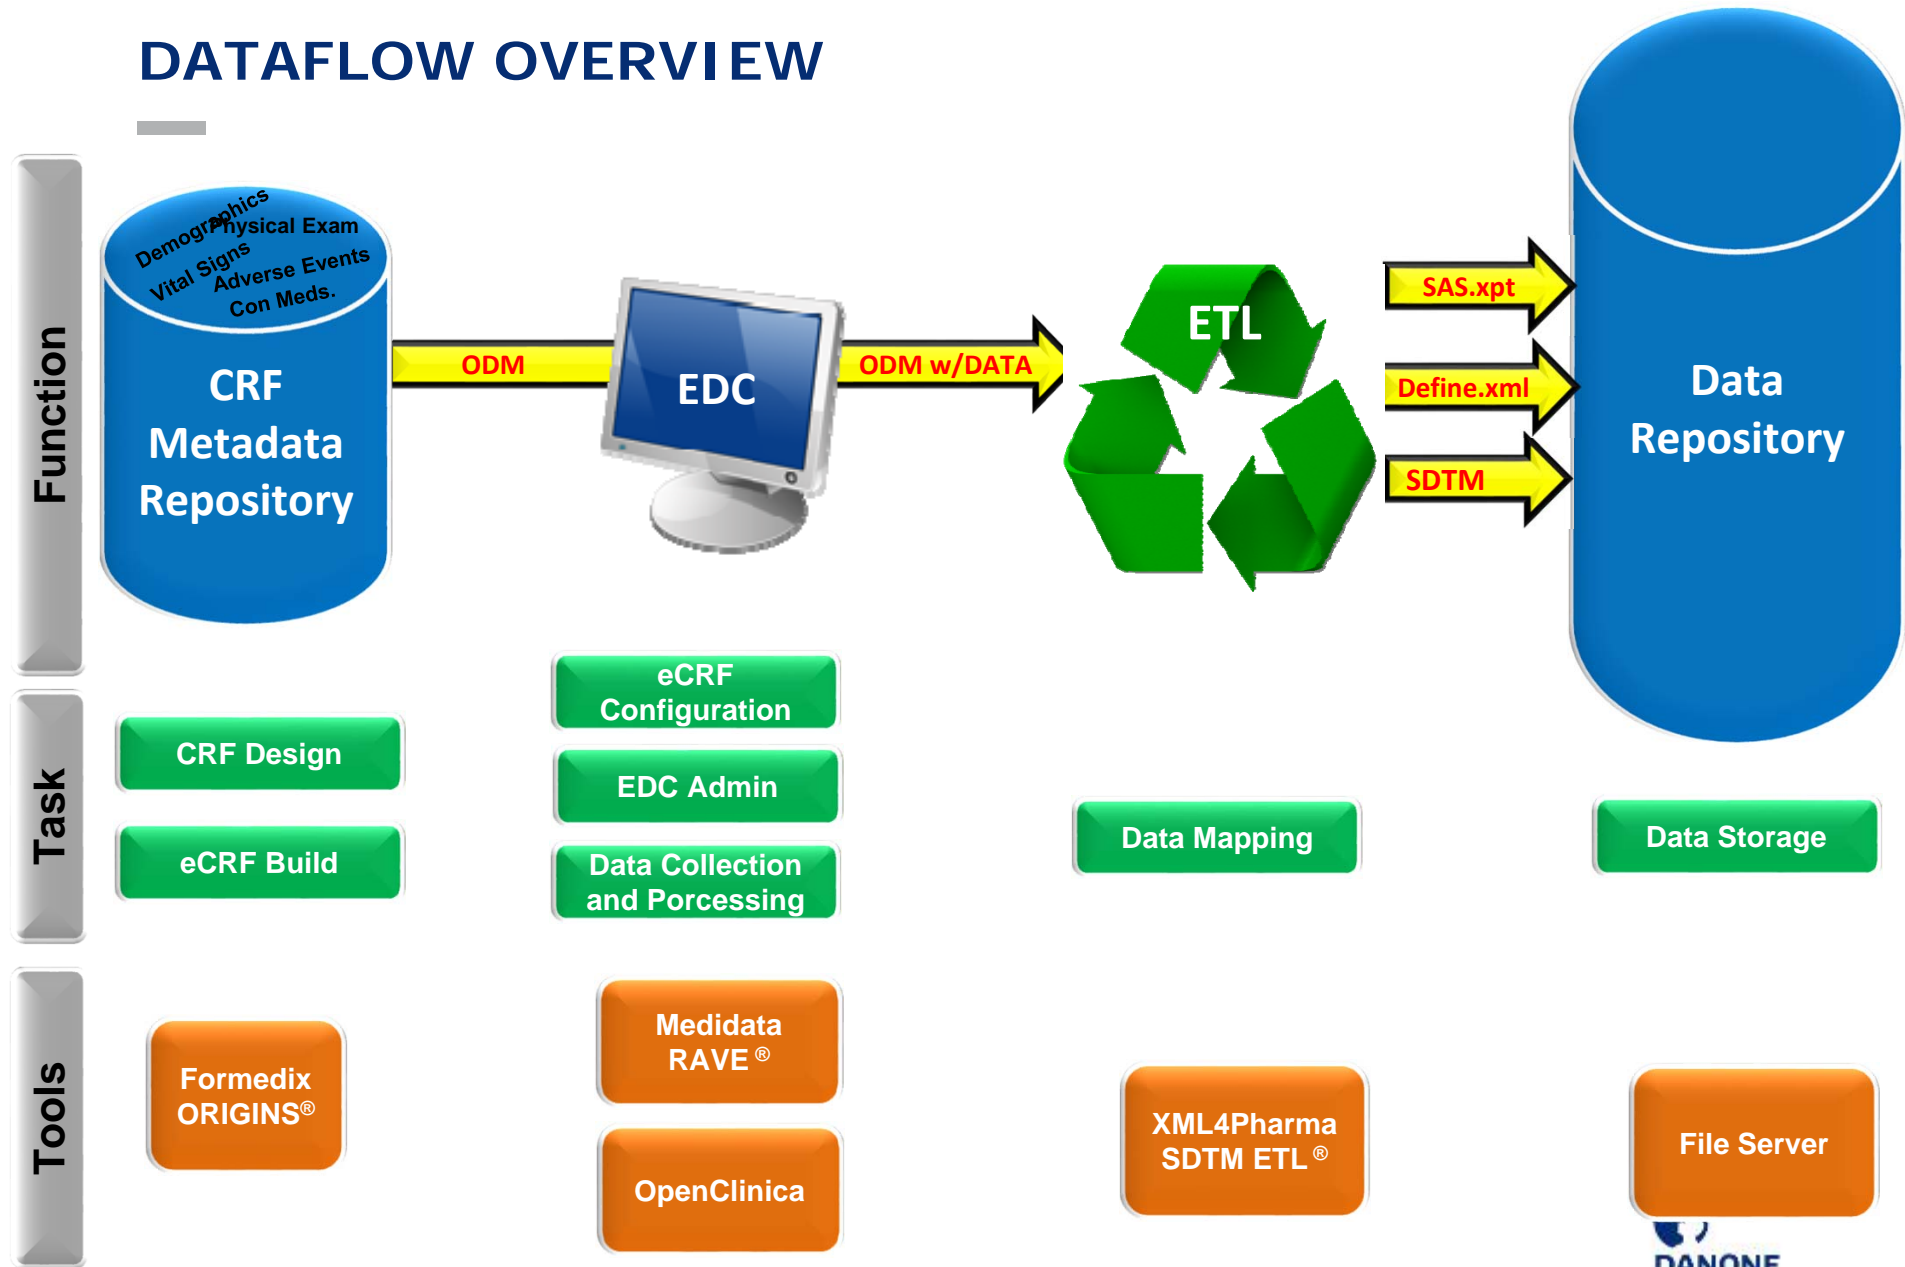 DATAFLOW OVERVIEW
Function
Demographics
Physical Exam
Vital Signs
Adverse Events
Con Meds.
CRF
Metadata
Repository
ODM
EDC
ODM w/DATA
ETL
SAS.xpt
Define.xml
SDTM
Data
Repository
Task
CRF Design
eCRF Build
eCRF
Configuration
EDC Admin
Data Collection
and Porcessing
Data Mapping
Data Storage
Tools
Formedix
ORIGINS®
Medidata
RAVE ®
OpenClinica
XML4Pharma
SDTM ETL ®
File Server
DANONE